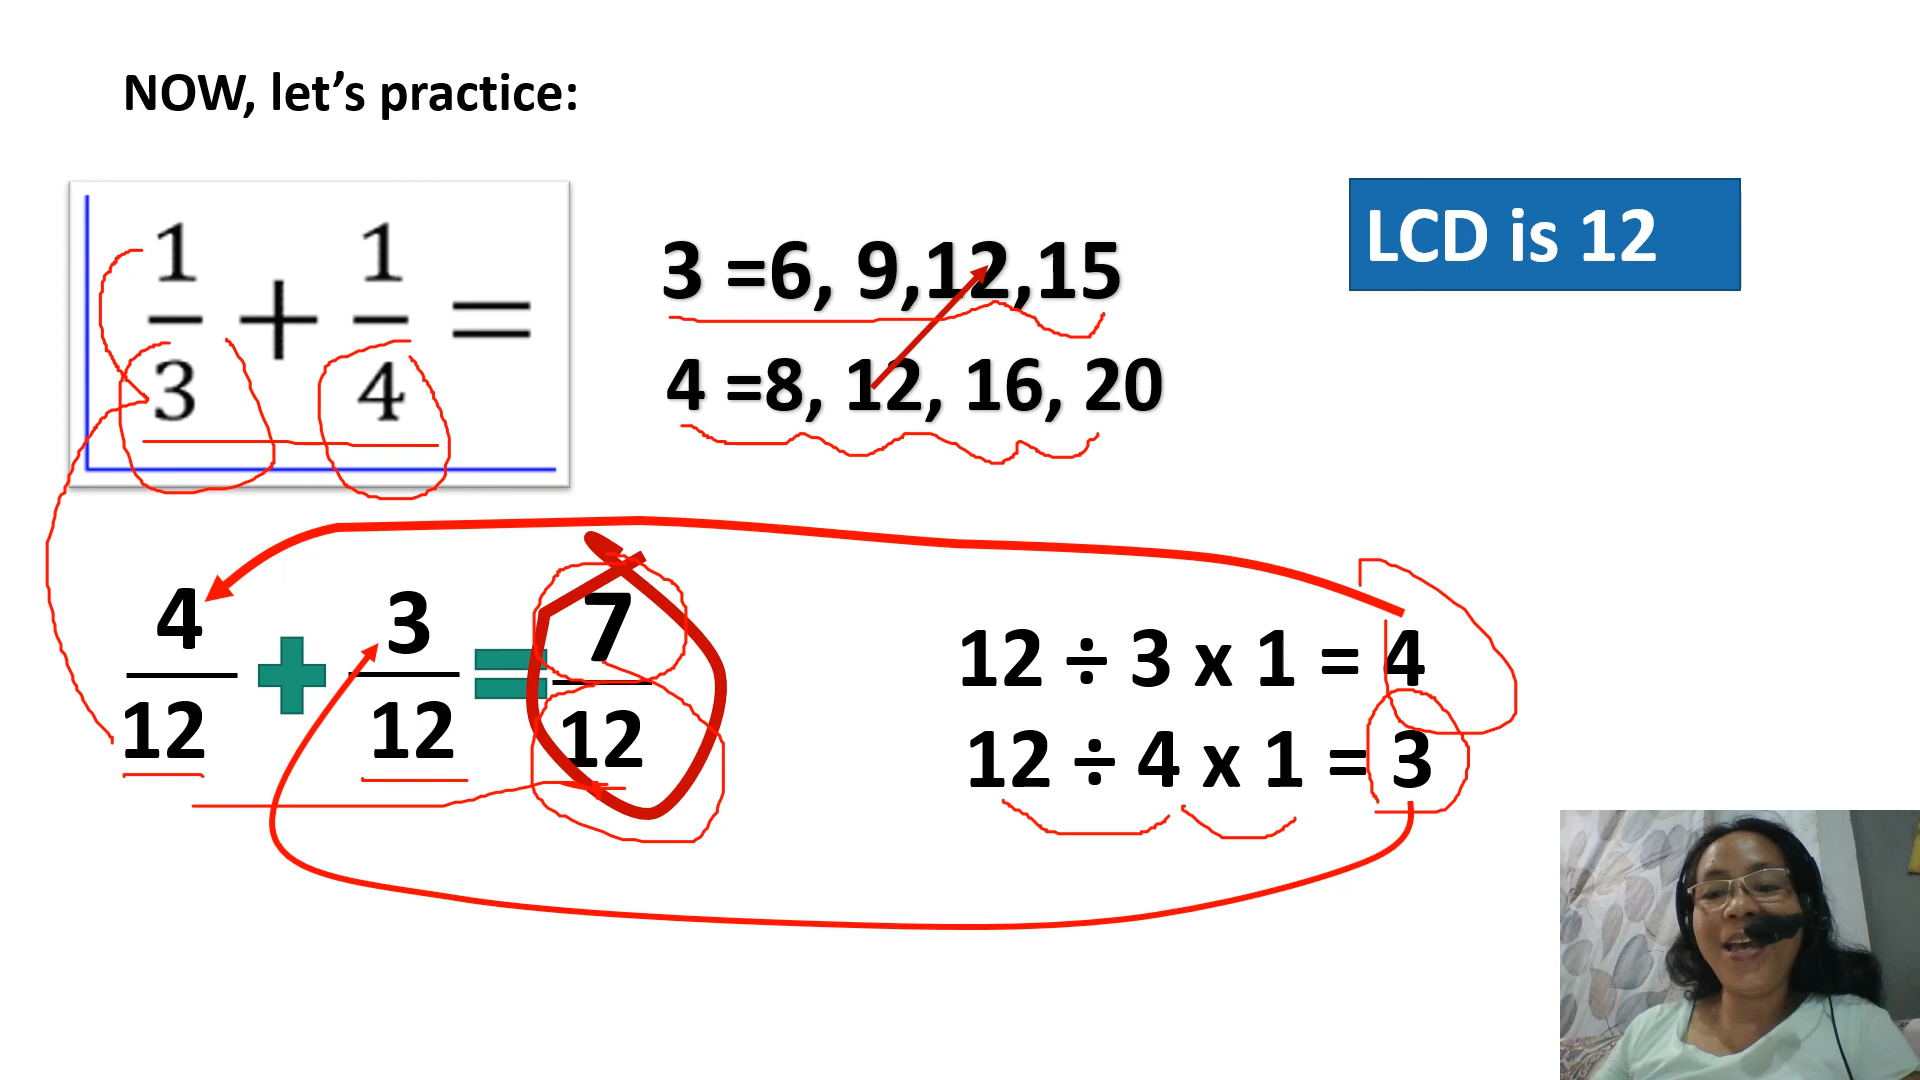 NOW, let’s practice:
1/3 + 1/4 =
3 =6, 9,12,15
4 =8, 12, 16, 20
LCD is 12
4/12 + 3/12 = 7/12
12 ÷ 3 x 1 = 4
12 ÷ 4 x 1 = 3